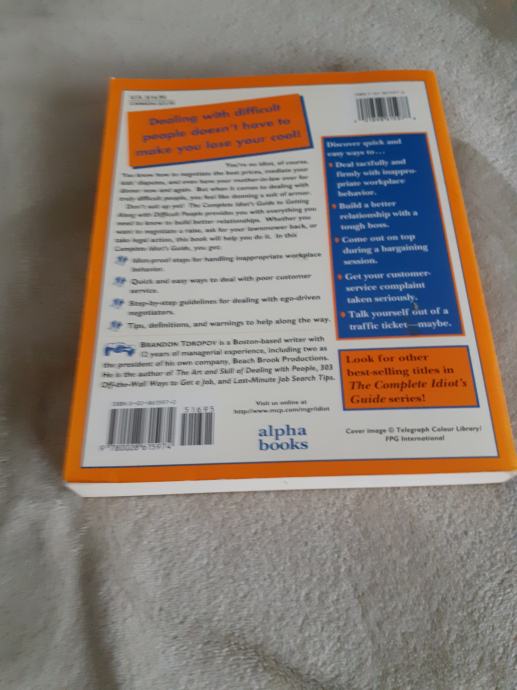 Dealing with difficult
people doesn't have to
make you lose your cool!
You're no idiot, of course.
You know how to negotiate the best prices, mediate your
kids' disputes, and even have your mother-in-law over for
dinner now and again. But when it comes to dealing with
truly difficult people, you feel like donning a suit of armor.
Don't suit up yet! The Complete Idiot's Guide to Getting
Along with Difficult People provides you with everything you
need to know to build better relationships. Whether you
want to negotiate a raise, ask for your lawnmower back, or
take legal action, this book will help you do it. In this
Complete Idiot's Guide, you get:
Idiot-proof steps for handling inappropriate workplace
behavior.
Quick and easy ways to deal with poor customer
service.
Step-by-step guidelines for dealing with ego-driven
negotiators.
Tips, definitions, and warnings to help along the way.
BRANDON TOROPOV is a Boston-based writer with
12 years of managerial experience, including two as
the president of his own company, Beach Brook Productions.
He is the author of The Art and Skill of Dealing with People, 303
Off-the-Wall Ways to Get a Job, and Last-Minute Job Search Tips.
Discover quick and
easy ways to . . .
Deal tactfully and
firmly with inappro-
priate workplace
behavior.
Build a better
relationship with a
tough boss.
Come out on top
during a bargaining
session.
Get your customer-
service complaint
taken seriously.
Talk yourself out of a
traffic ticket—maybe.
Look for other
best-selling titles in
The Complete Idiot's
Guide series!
ISBN 0-02-861597-2
51695
9 780028 615974
Visit us online at
http://www.mcp.com/mgr/idiot
alpha
books
Cover image © Telegraph Colour Library/
FPG International